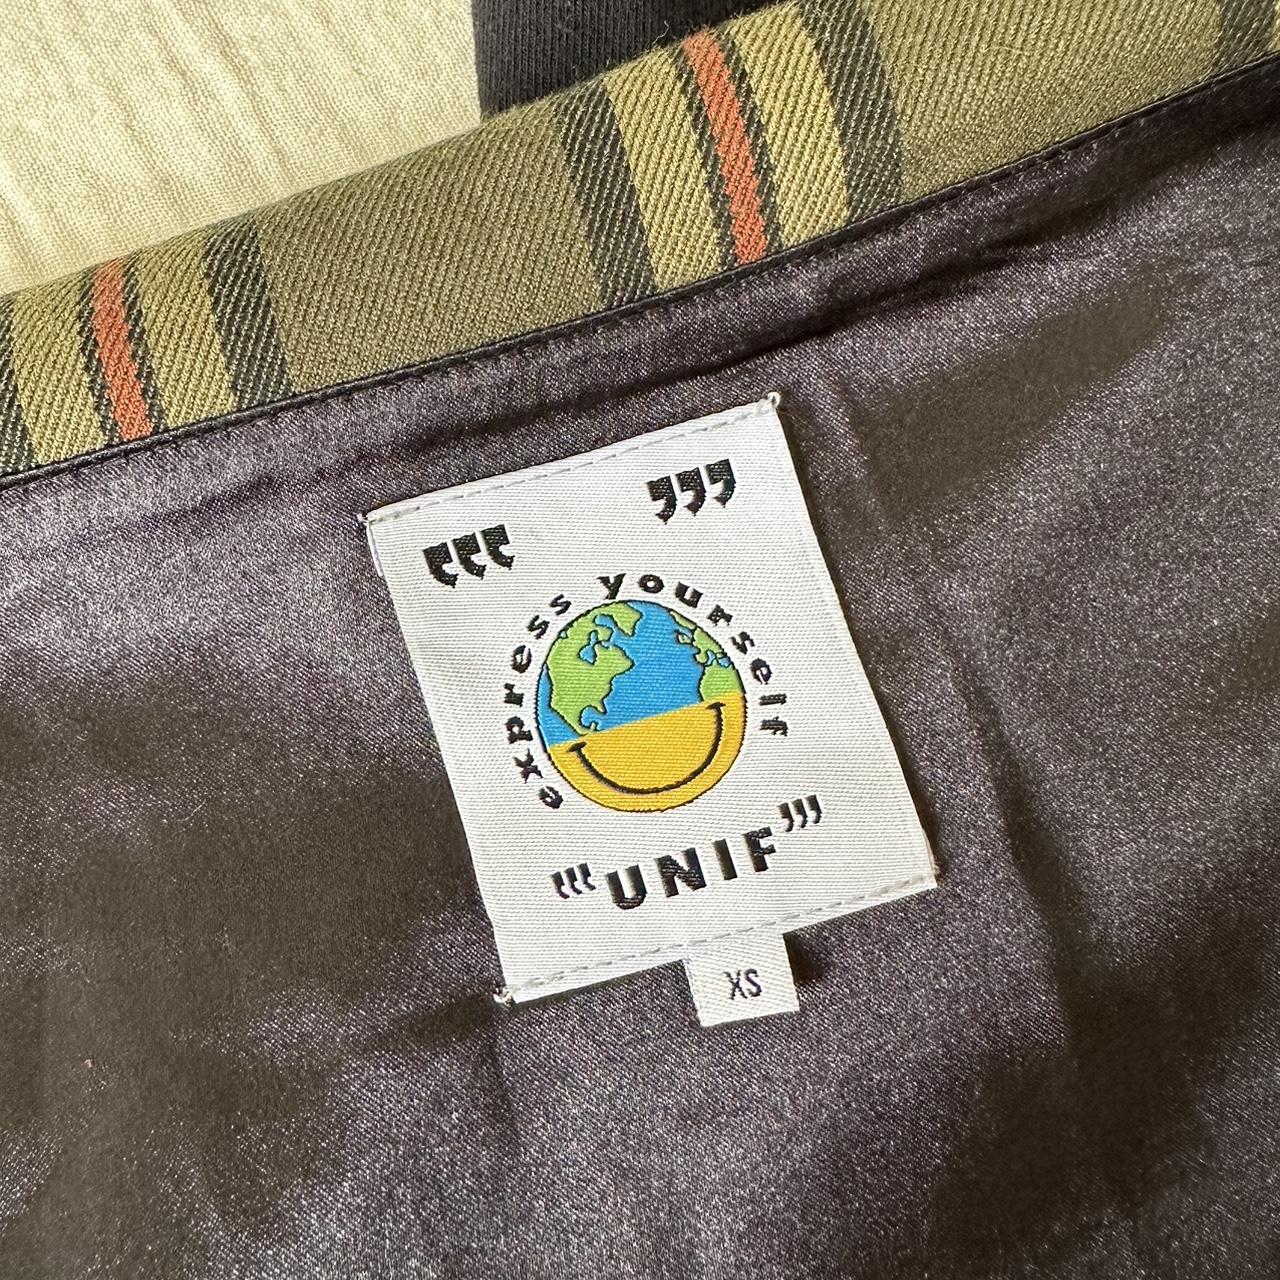 ““‘ ’””
express yourself
““‘UNIF’””
XS